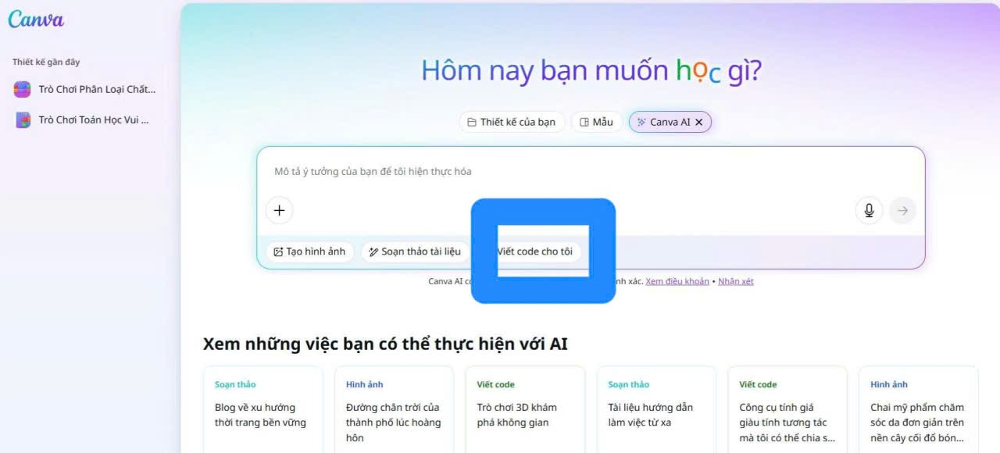 Canva
Thiết kế gần đây
Trò Chơi Phân Loại Chất...
Trò Chơi Toán Học Vui ...
Hôm nay bạn muốn học gì?
Thiết kế của bạn
Mẫu
Canva AI
Mô tả ý tưởng của bạn để tôi hiện thực hóa
Tạo hình ảnh
Soạn thảo tài liệu
Viết code cho tôi
Canva AI
xác. Xem điều khoản • Nhận xét
Xem những việc bạn có thể thực hiện với AI
Soạn thảo
Blog về xu hướng
thời trang bền vững
Hình ảnh
Đường chân trời của
thành phố lúc hoàng
hôn
Viết code
Trò chơi 3D khám
phá không gian
Soạn thảo
Tài liệu hướng dẫn
làm việc từ xa
Viết code
Công cụ tính giá
giàu tính tương tác
mà tôi có thể chia s...
Hình ảnh
Chai mỹ phẩm chăm
sóc da đơn giản trên
nền cây cối đổ bón...